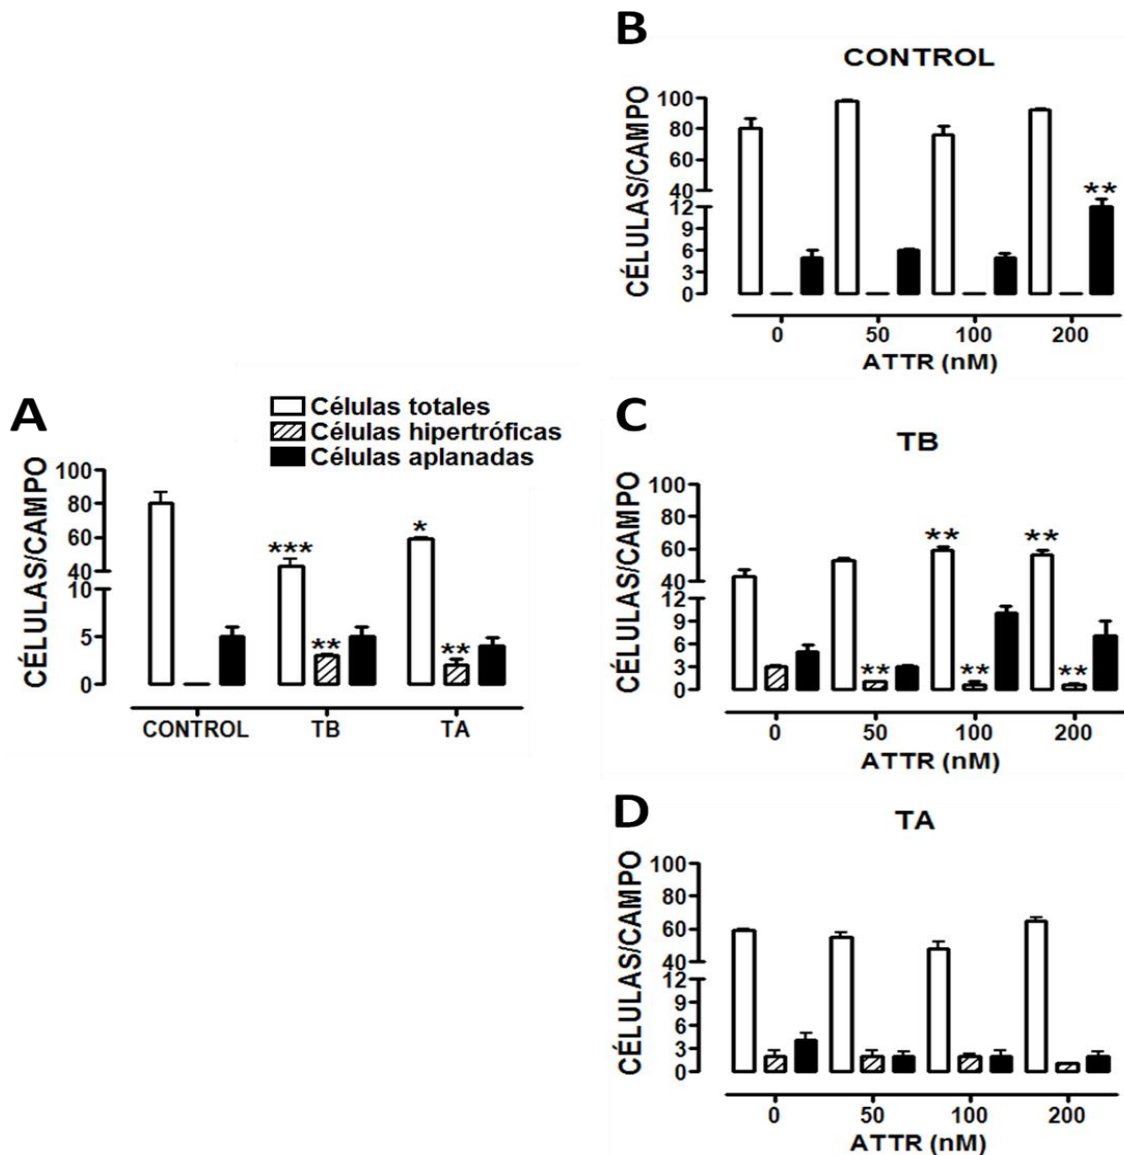 A
Células totales
Células hipertróficas
Células aplanadas
CÉLULAS/CAMPO
100
80
60
40
10
5
0
***
**
*
**
CONTROL
TB
TA
B
CONTROL
CÉLULAS/CAMPO
100
80
60
40
12
9
6
3
0
**
0
50
100
200
ATTR (nM)
C
TB
CÉLULAS/CAMPO
100
80
60
40
12
9
6
3
0
**
**
**
**
**
0
50
100
200
ATTR (nM)
D
TA
CÉLULAS/CAMPO
100
80
60
40
12
9
6
3
0
0
50
100
200
ATTR (nM)